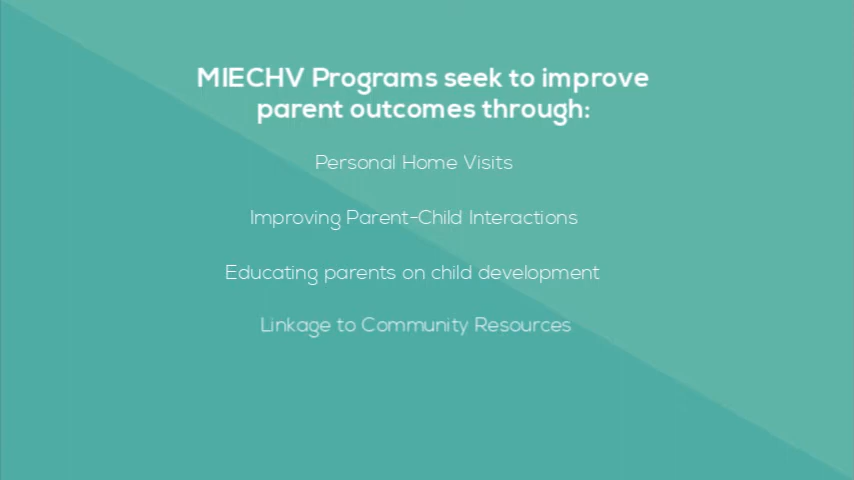 MIECHV Programs seek to improve
parent outcomes through:
Personal Home Visits
Improving Parent-Child Interactions
Educating parents on child development
Linkage to Community Resources